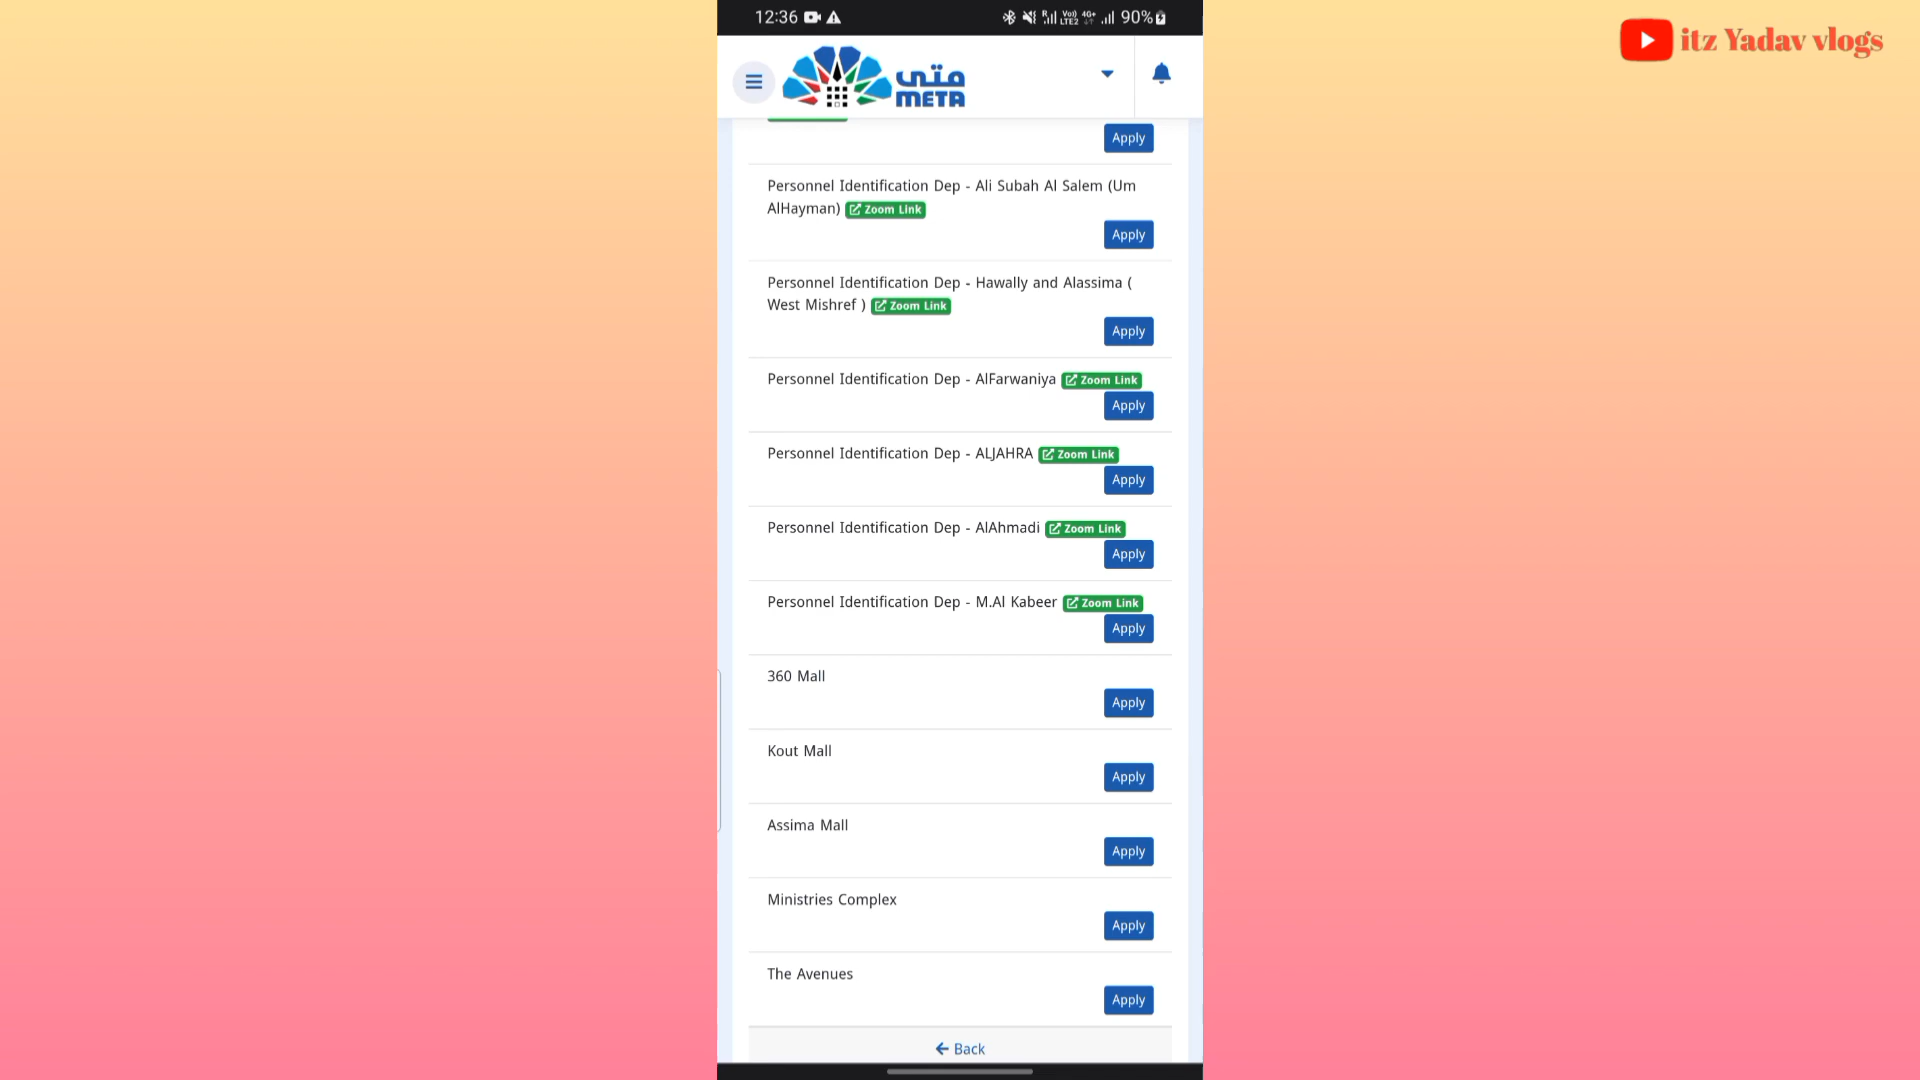 12:36
R
Vo))
LTE2
4G+
90%
itz Yadav vlogs
متى
META
Apply
Personnel Identification Dep - Ali Subah Al Salem (Um
AlHayman) Zoom Link
Apply
Personnel Identification Dep - Hawally and Alassima (
West Mishref ) Zoom Link
Apply
Personnel Identification Dep - AlFarwaniya Zoom Link
Apply
Personnel Identification Dep - ALJAHRA Zoom Link
Apply
Personnel Identification Dep - AlAhmadi Zoom Link
Apply
Personnel Identification Dep - M.Al Kabeer Zoom Link
Apply
360 Mall
Apply
Kout Mall
Apply
Assima Mall
Apply
Ministries Complex
Apply
The Avenues
Apply
Back